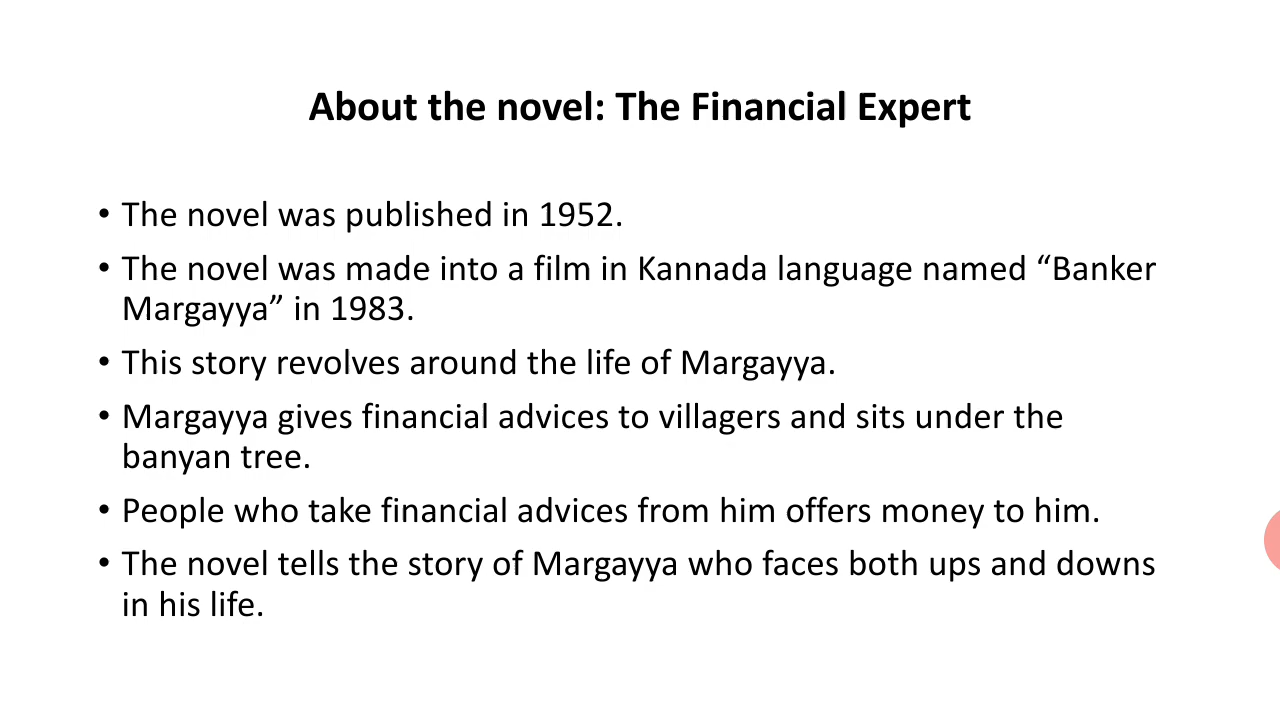 About the novel: The Financial Expert
• The novel was published in 1952.
• The novel was made into a film in Kannada language named “Banker
Margayya” in 1983.
• This story revolves around the life of Margayya.
• Margayya gives financial advices to villagers and sits under the
banyan tree.
• People who take financial advices from him offers money to him.
• The novel tells the story of Margayya who faces both ups and downs
in his life.